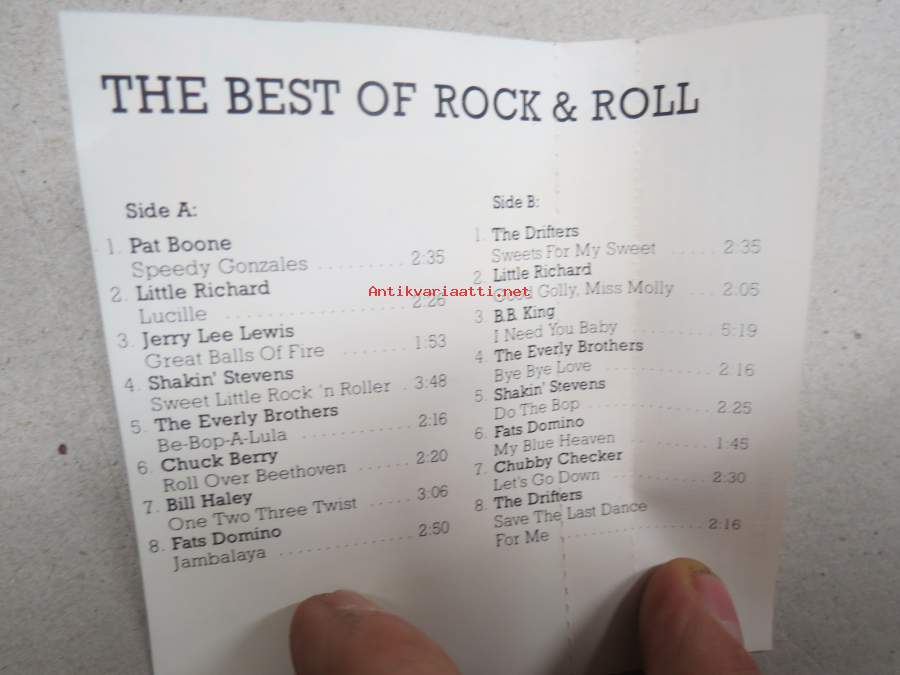 THE BEST OF ROCK & ROLL
Side A:
1. Pat Boone
Speedy Gonzales ......... 2:35
2. Little Richard
Lucille ................ 2:26
3. Jerry Lee Lewis
Great Balls Of Fire ....... 1:53
4. Shakin' Stevens
Sweet Little Rock 'n Roller . 3:48
5. The Everly Brothers
Be-Bop-A-Lula ........... 2:16
6. Chuck Berry
Roll Over Beethoven ...... 2:20
7. Bill Haley
One Two Three Twist ..... 3:06
8. Fats Domino
Jambalaya .............. 2:50
Side B:
1. The Drifters
Sweets For My Sweet ..... 2:35
2. Little Richard
Good Golly, Miss Molly ... 2.05
3. B.B. King
I Need You Baby ........ 5:19
4. The Everly Brothers
Bye Bye Love ........... 2:16
5. Shakin' Stevens
Do The Bop ............ 2:25
6. Fats Domino
My Blue Heaven ........ 1:45
7. Chubby Checker
Let's Go Down ......... 2:30
8. The Drifters
Save The Last Dance
For Me ............... 2:16
Antikvariaatti.net